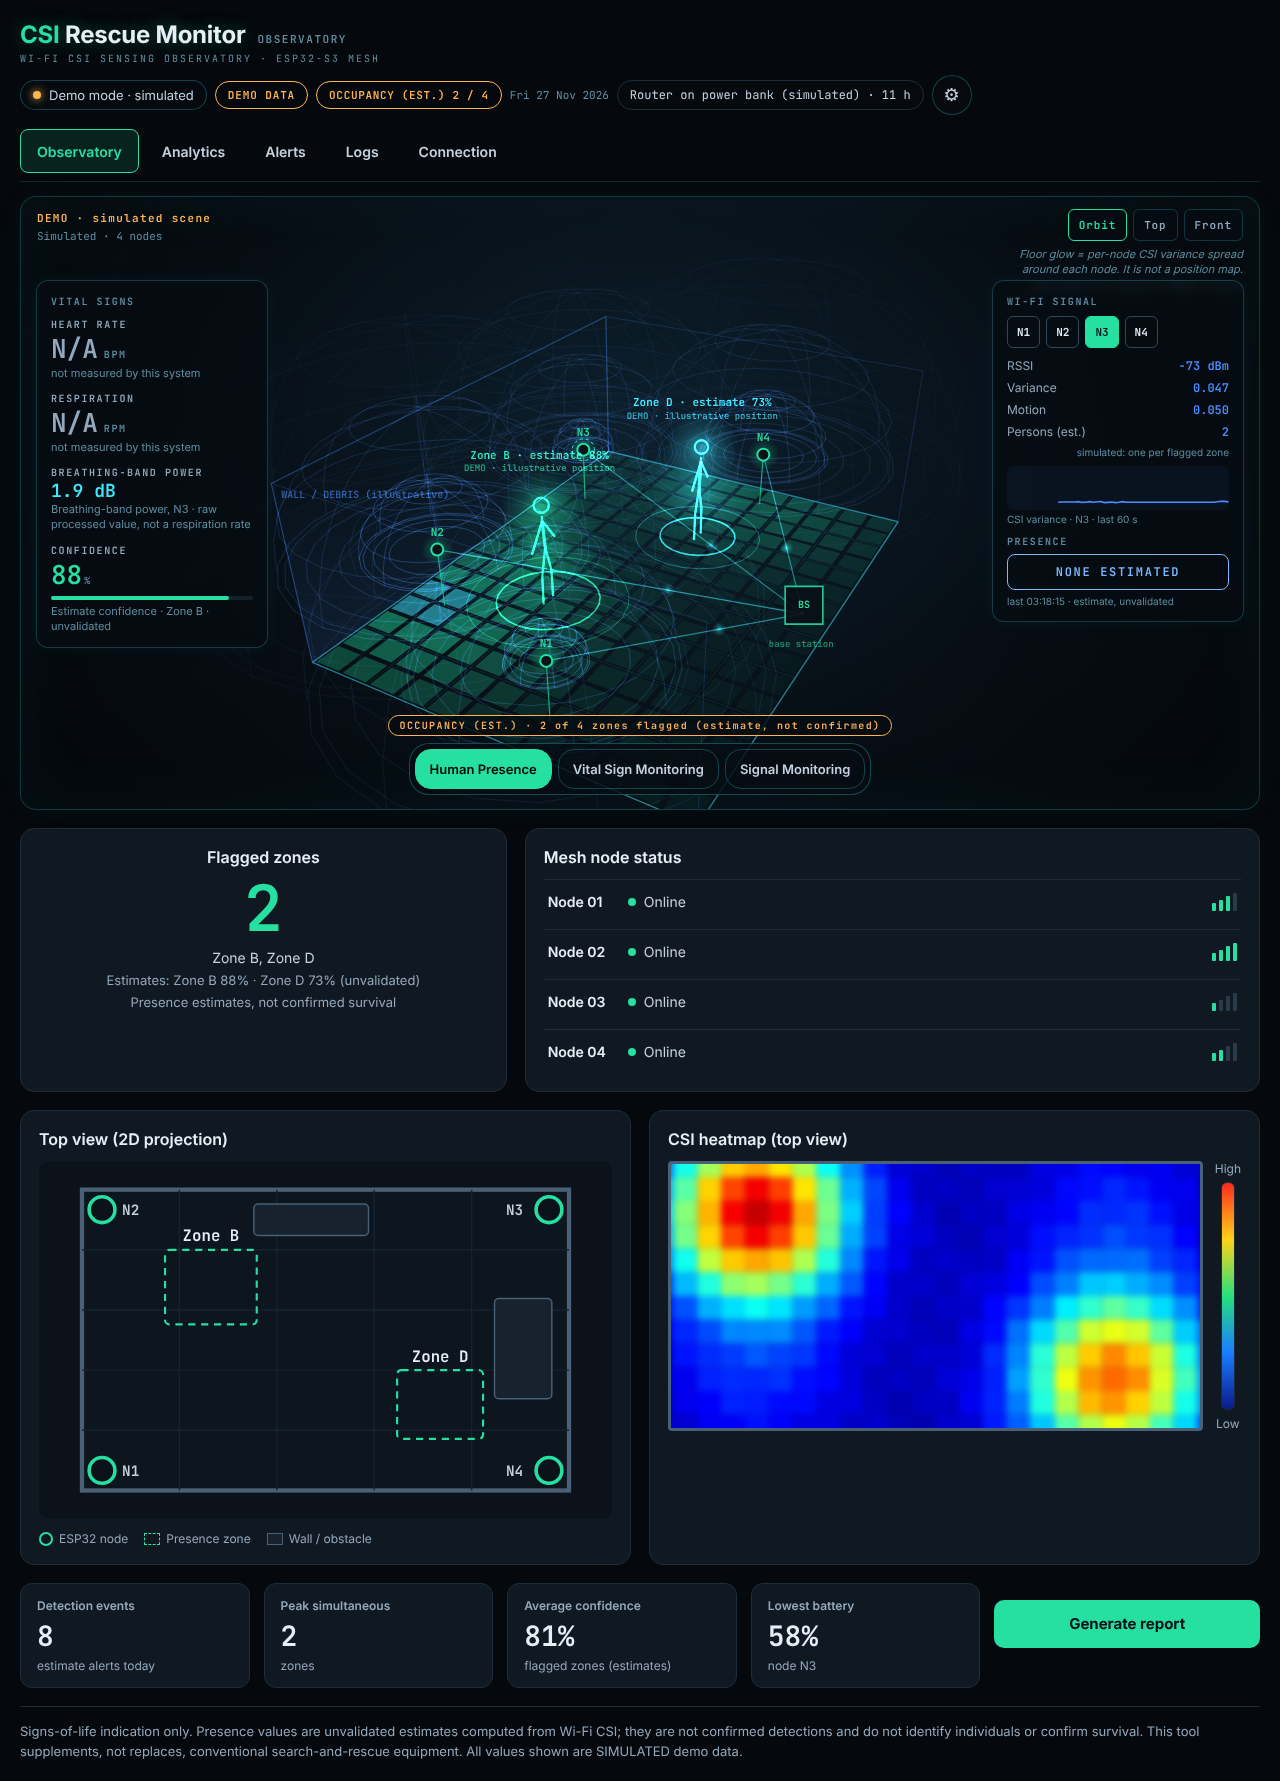 CSI Rescue Monitor OBSERVATORY
WI-FI CSI SENSING OBSERVATORY · ESP32-S3 MESH
Demo mode · simulated
DEMO DATA
OCCUPANCY (EST.) 2 / 4
Fri 27 Nov 2026
Router on power bank (simulated) · 11 h
Observatory
Analytics
Alerts
Logs
Connection
DEMO · simulated scene
Simulated · 4 nodes
Orbit
Top
Front
Floor glow = per-node CSI variance spread
around each node. It is not a position map.
VITAL SIGNS
HEART RATE
N/A BPM
not measured by this system
RESPIRATION
N/A RPM
not measured by this system
BREATHING-BAND POWER
1.9 dB
Breathing-band power, N3 · raw
processed value, not a respiration rate
CONFIDENCE
88 %
Estimate confidence · Zone B ·
unvalidated
Zone D · estimate 73%
DEMO · illustrative position
N3
N4
Zone B · estimate 88%
DEMO · illustrative position
WALL / DEBRIS (illustrative)
N2
BS
base station
N1
WI-FI SIGNAL
N1
N2
N3
N4
RSSI -73 dBm
Variance 0.047
Motion 0.050
Persons (est.) 2
simulated: one per flagged zone
CSI variance · N3 · last 60 s
PRESENCE
NONE ESTIMATED
last 03:18:15 · estimate, unvalidated
OCCUPANCY (EST.) · 2 of 4 zones flagged (estimate, not confirmed)
Human Presence
Vital Sign Monitoring
Signal Monitoring
Flagged zones
2
Zone B, Zone D
Estimates: Zone B 88% · Zone D 73% (unvalidated)
Presence estimates, not confirmed survival
Mesh node status
Node 01 Online
Node 02 Online
Node 03 Online
Node 04 Online
Top view (2D projection)
N2
N3
Zone B
Zone D
N1
N4
ESP32 node
Presence zone
Wall / obstacle
CSI heatmap (top view)
High
Low
Detection events
8
estimate alerts today
Peak simultaneous
2
zones
Average confidence
81%
flagged zones (estimates)
Lowest battery
58%
node N3
Generate report
Signs-of-life indication only. Presence values are unvalidated estimates computed from Wi-Fi CSI; they are not confirmed detections and do not identify individuals or confirm survival. This tool
supplements, not replaces, conventional search-and-rescue equipment. All values shown are SIMULATED demo data.